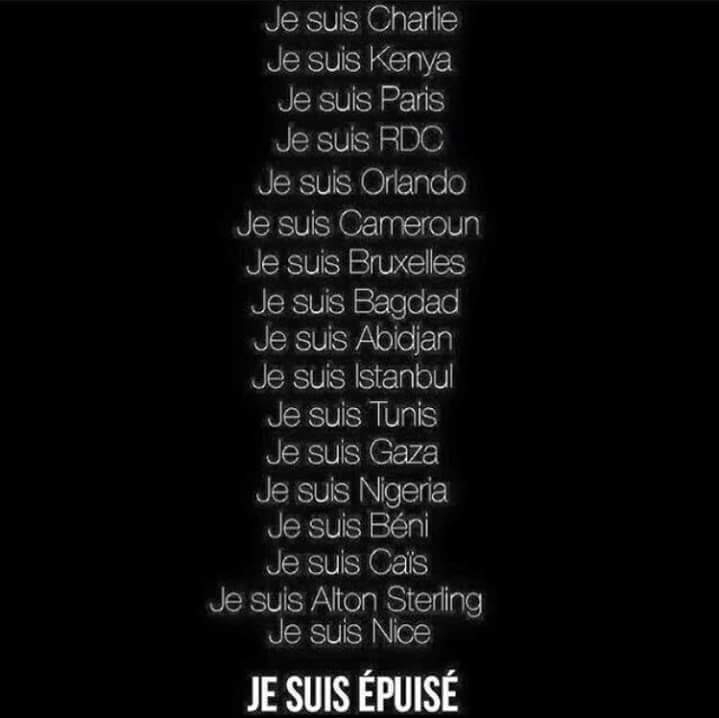 Je suis Charlie
Je suis Kenya
Je suis Paris
Je suis RDC
Je suis Orlando
Je suis Cameroun
Je suis Bruxelles
Je suis Bagdad
Je suis Abidjan
Je suis Istanbul
Je suis Tunis
Je suis Gaza
Je suis Nigeria
Je suis Béni
Je suis Caïs
Je suis Alton Sterling
Je suis Nice
JE SUIS ÉPUISÉ